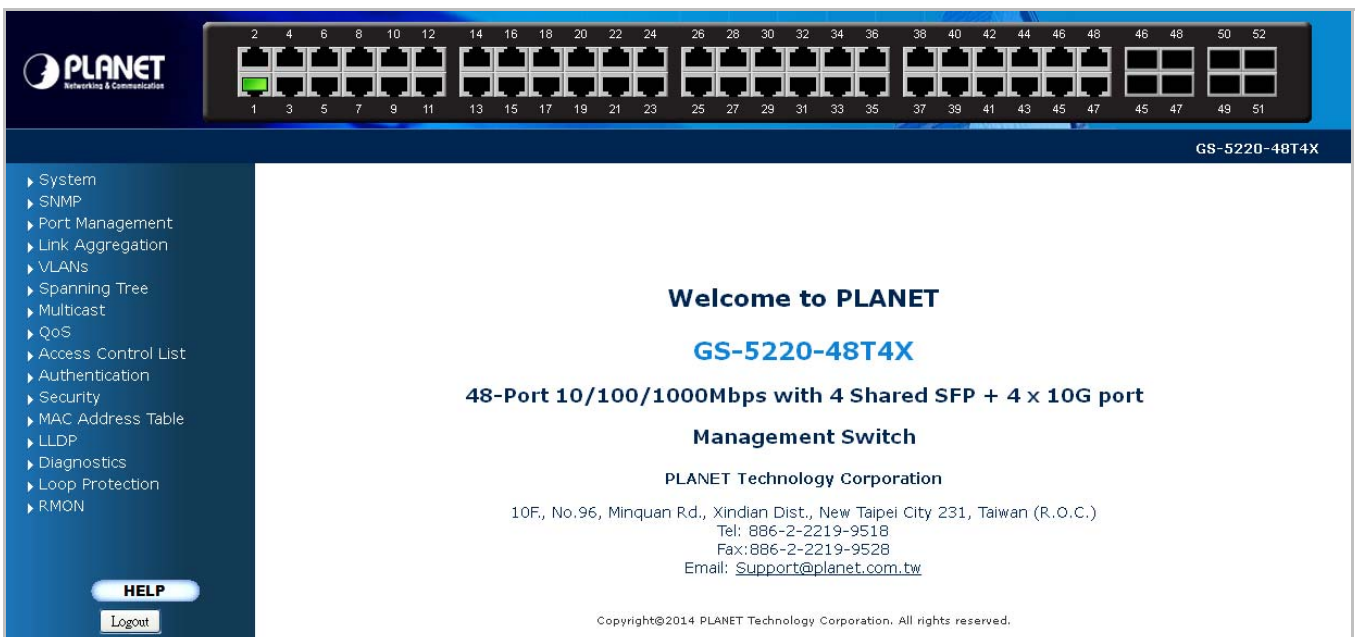 PLANET
Networking & Communication
2 4 6 8 10 12 14 16 18 20 22 24 26 28 30 32 34 36 38 40 42 44 46 48 46 48 50 52
1 3 5 7 9 11 13 15 17 19 21 23 25 27 29 31 33 35 37 39 41 43 45 47 45 47 49 51
GS-5220-48T4X
System
SNMP
Port Management
Link Aggregation
VLANs
Spanning Tree
Multicast
QoS
Access Control List
Authentication
Security
MAC Address Table
LLDP
Diagnostics
Loop Protection
RMON
HELP
Logout
Welcome to PLANET
GS-5220-48T4X
48-Port 10/100/1000Mbps with 4 Shared SFP + 4 x 10G port
Management Switch
PLANET Technology Corporation
10F., No.96, Minquan Rd., Xindian Dist., New Taipei City 231, Taiwan (R.O.C.)
Tel: 886-2-2219-9518
Fax:886-2-2219-9528
Email: Support@planet.com.tw
Copyright©2014 PLANET Technology Corporation. All rights reserved.